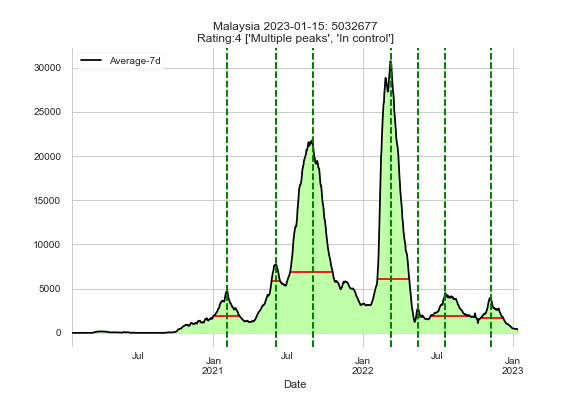 Malaysia 2023-01-15: 5032677
Rating:4 ['Multiple peaks', 'In control']
Average-7d
30000
25000
20000
15000
10000
5000
0
Jul
Jan
2021
Jul
Jan
2022
Jul
Jan
2023
Date